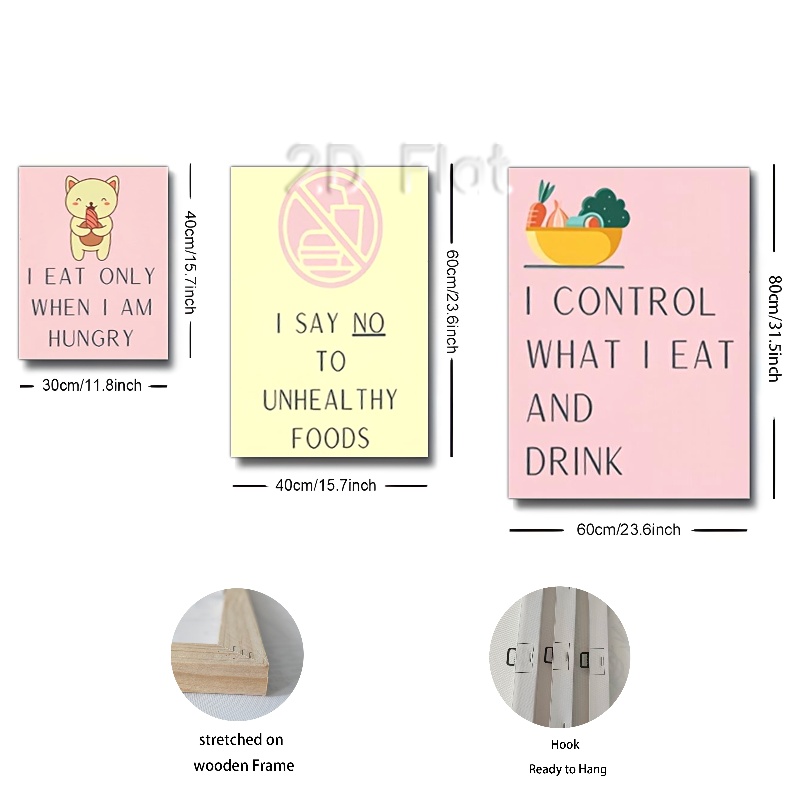 2D Flat
I EAT ONLY
WHEN I AM
HUNGRY
40cm/15.7inch
30cm/11.8inch
I SAY NO
TO
UNHEALTHY
FOODS
60cm/23.6inch
40cm/15.7inch
I CONTROL
WHAT I EAT
AND
DRINK
80cm/31.5inch
60cm/23.6inch
stretched on
wooden Frame
Hook
Ready to Hang